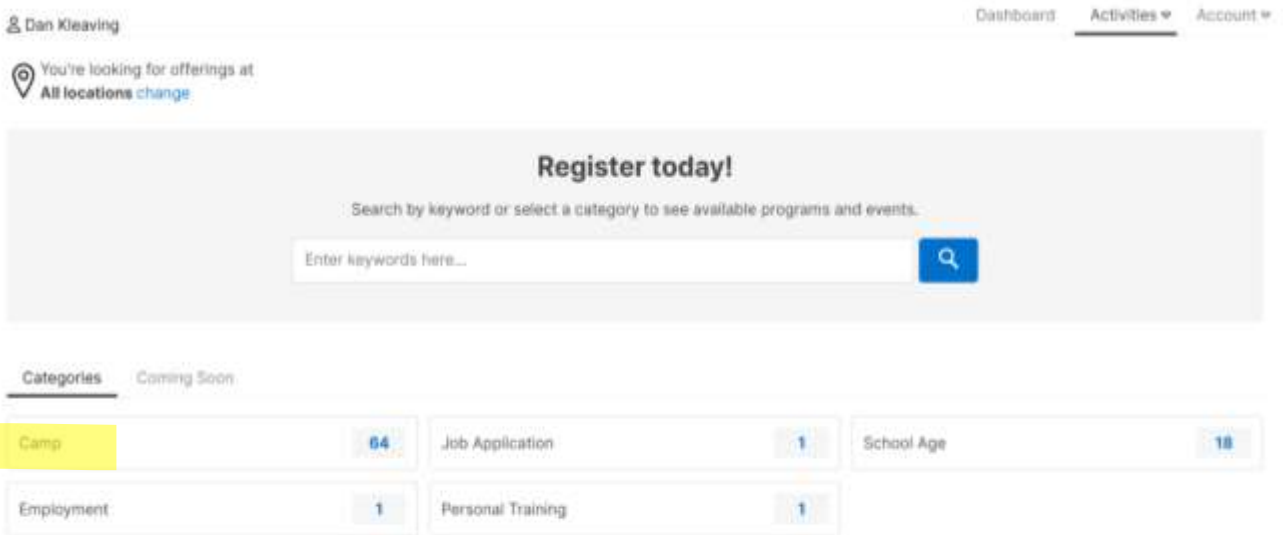 Dan Kleaving
Dashboard Activities Account
You're looking for offerings at
All locations change
Register today!
Search by keyword or select a category to see available programs and events.
Enter keywords here...
Categories Coming Soon
Camp 64 Job Application 1 School Age 18
Employment 1 Personal Training 1